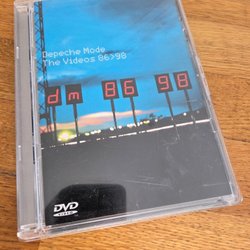 Depeche Mode
The Videos 86>98
dm 86 98
DVD
VIDEO